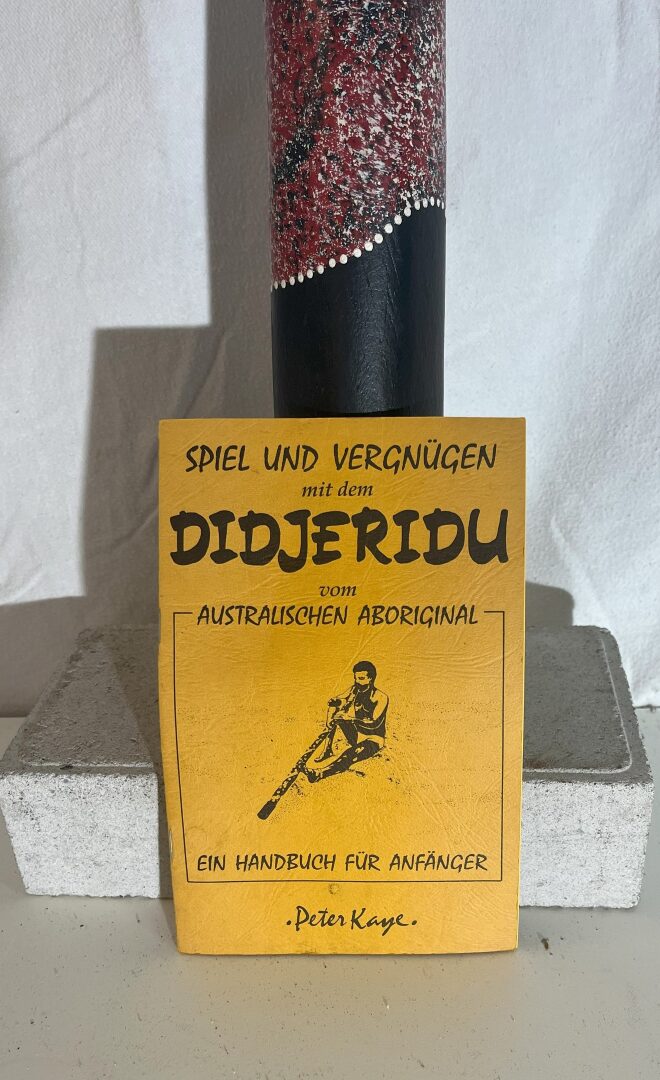 SPIEL UND VERGNÜGEN
mit dem
DIDJERIDU
vom
AUSTRALISCHEN ABORIGINAL
EIN HANDBUCH FÜR ANFÄNGER
.Peter Kaye.